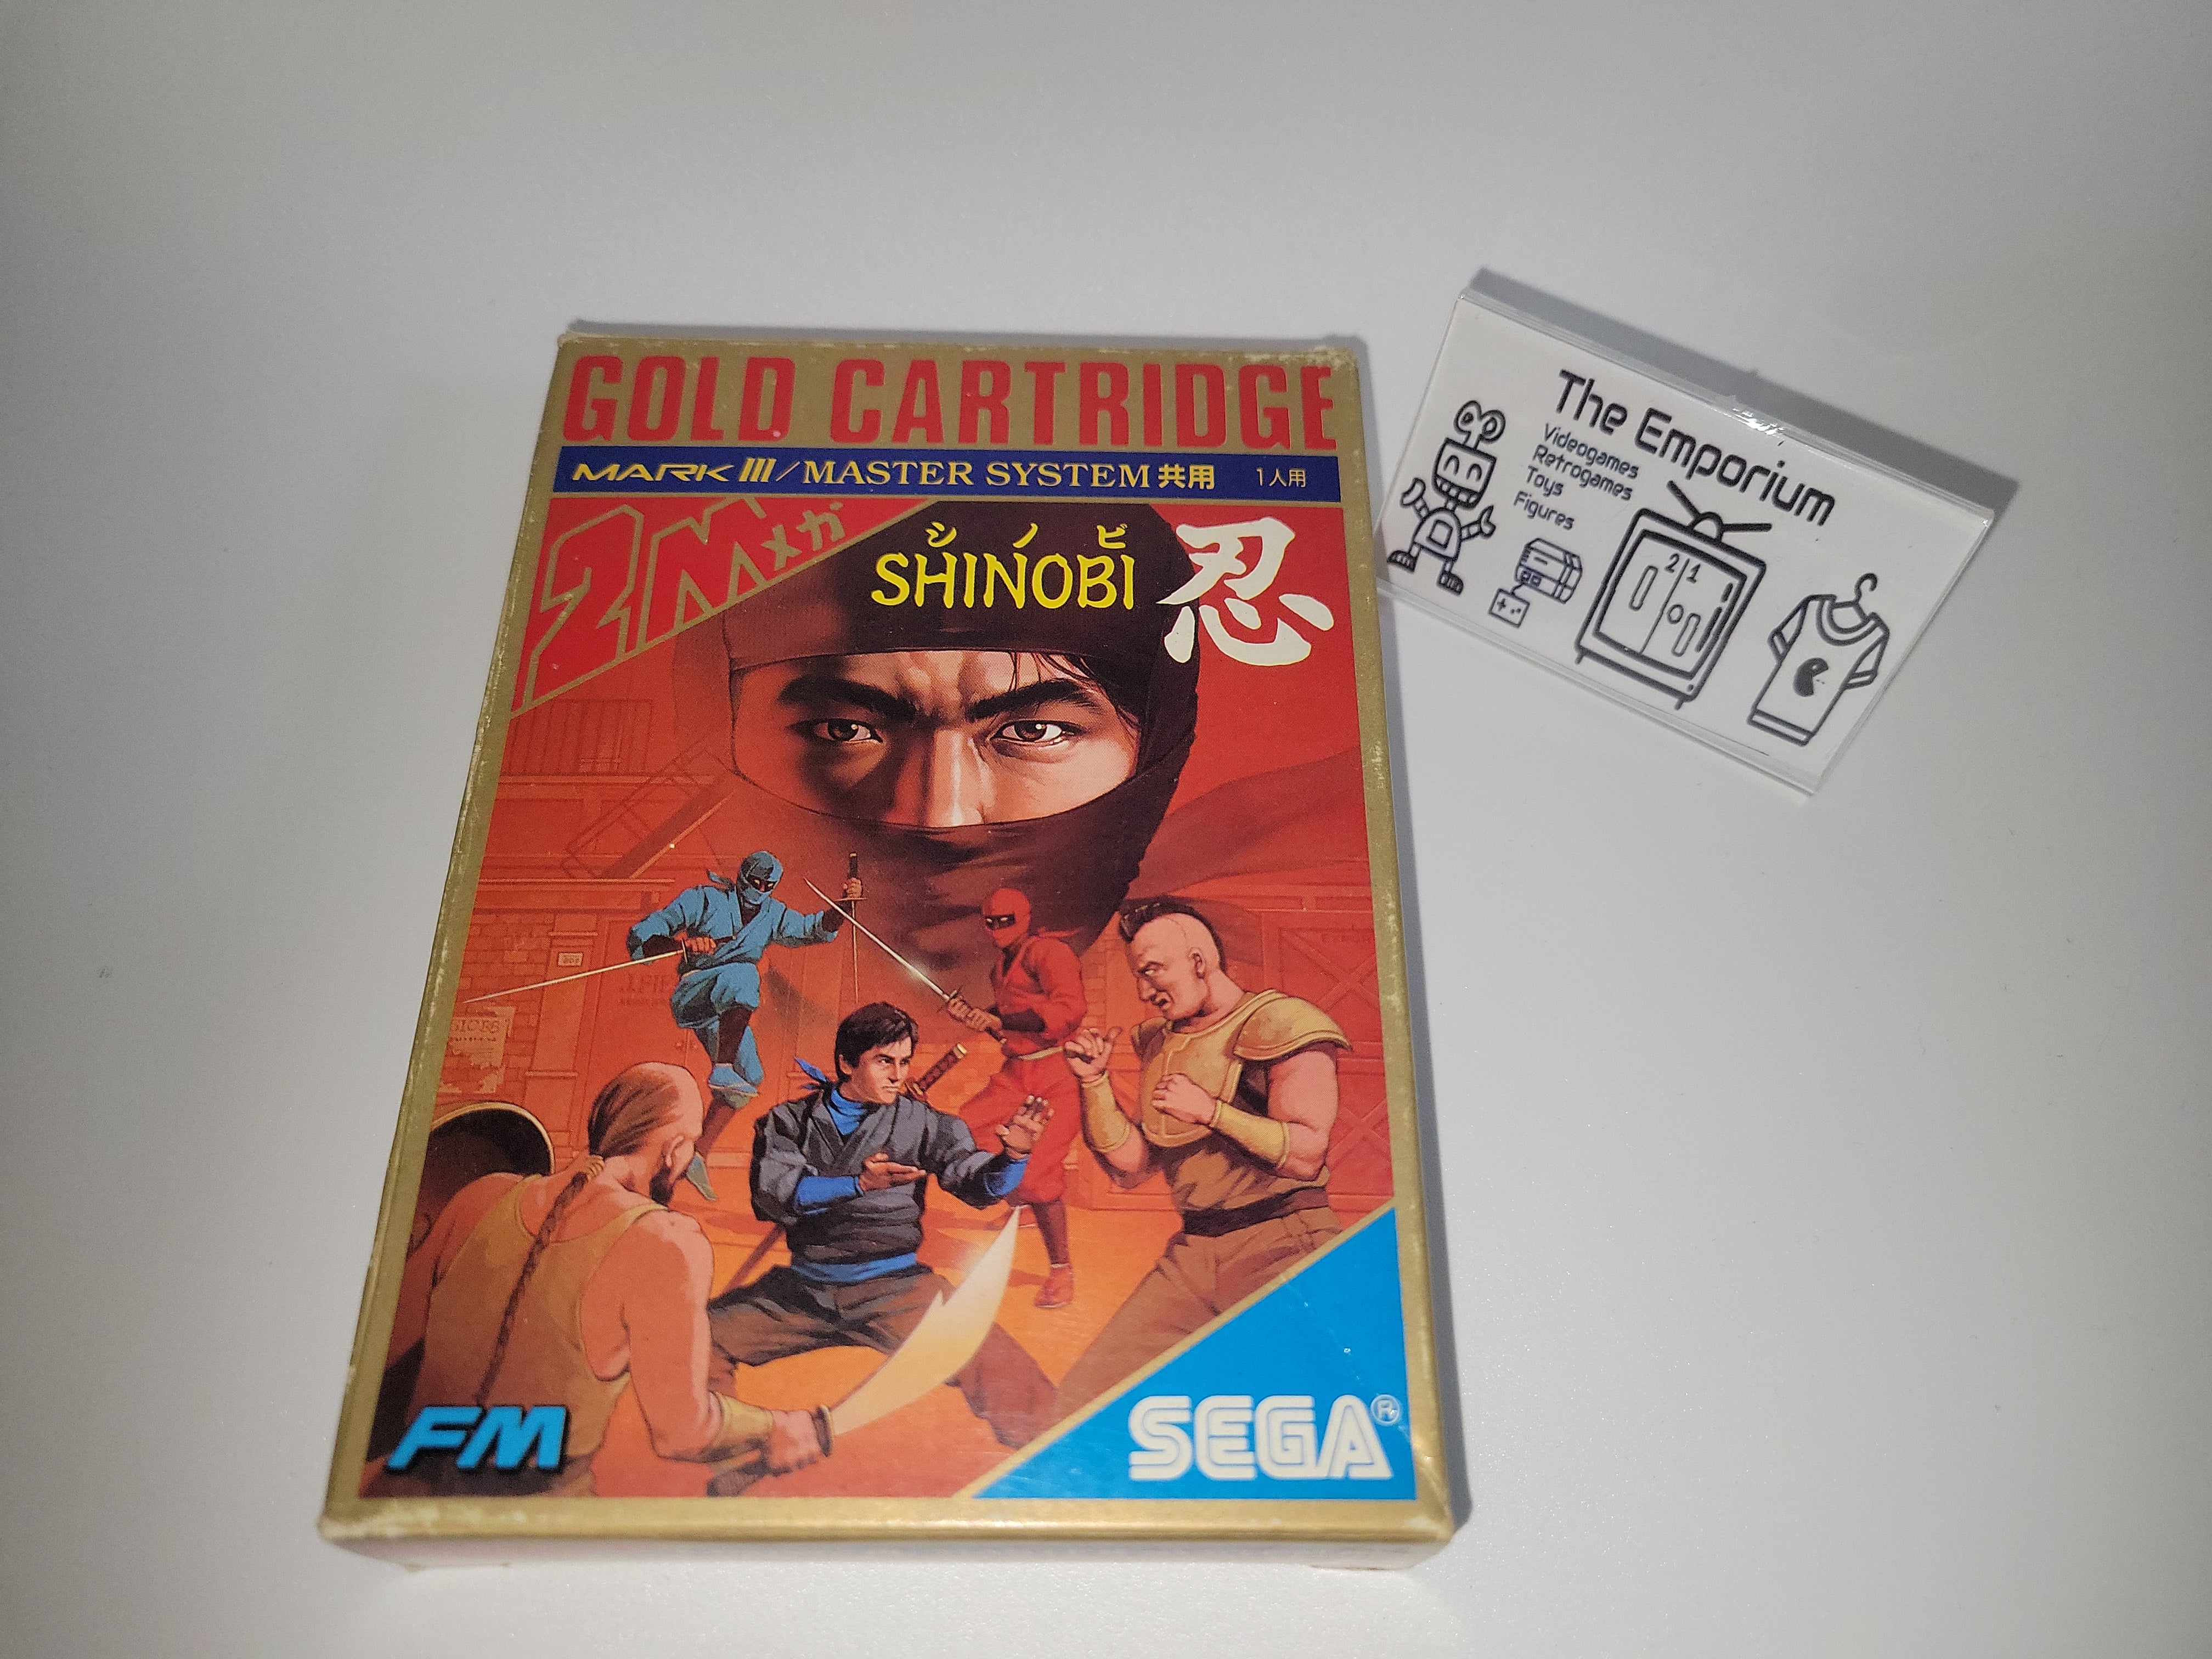 GOLD CARTRIDGE
MARK III/MASTER SYSTEM 共用 1人用
2Mメガ
シノビ
SHINOBI 忍
FM
SEGA®
The Emporium
Videogames
Retrogames
Toys
Figures
21